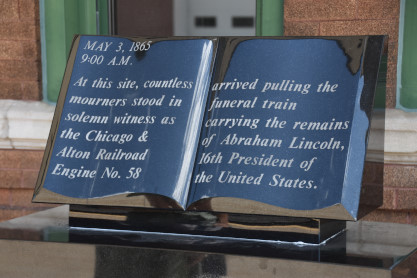 MAY 3, 1865
9:00 A.M.
At this site, countless
mourners stood in
solemn witness as
the Chicago &
Alton Railroad
Engine No. 58
arrived pulling the
funeral train
carrying the remains
of Abraham Lincoln,
16th President of
the United States.